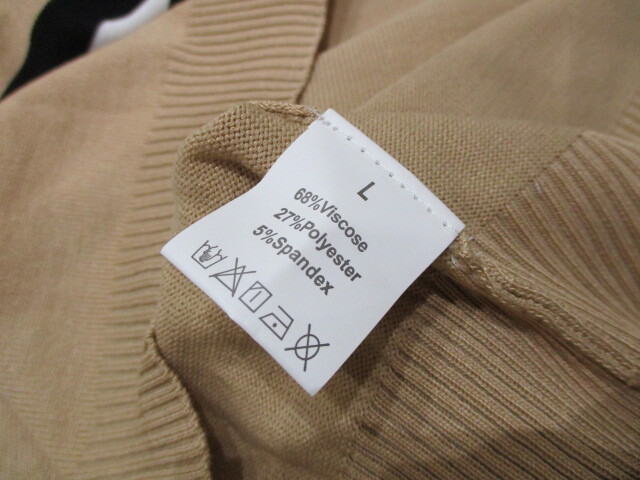 L
68%Viscose
27%Polyester
5%Spandex